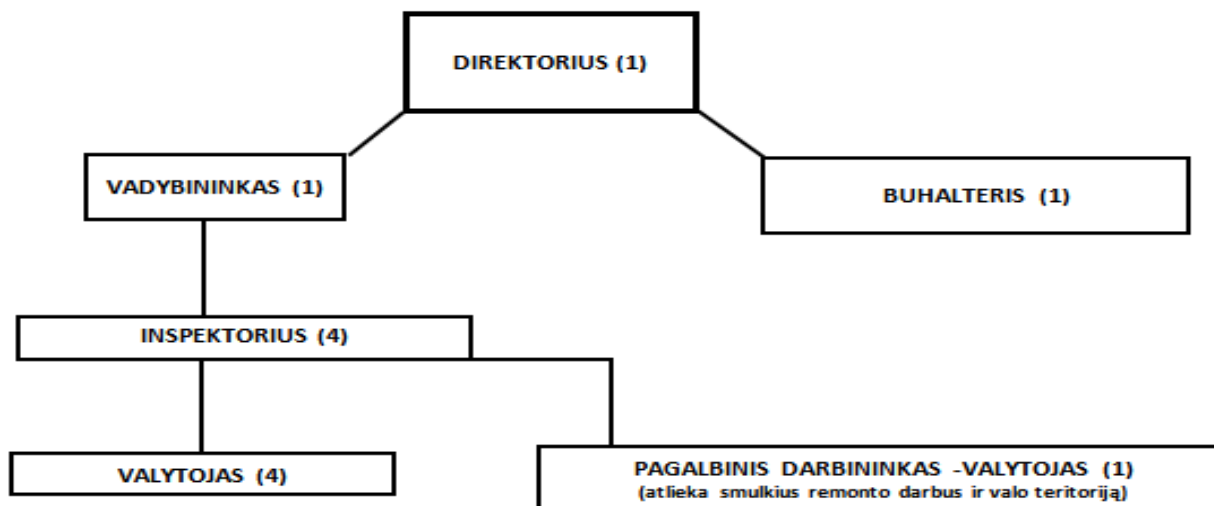 DIREKTORIUS (1)
VADYBININKAS (1)
BUHALTERIS (1)
INSPEKTORIUS (4)
VALYTOJAS (4)
PAGALBINIS DARBININKAS -VALYTOJAS (1)
(atlieka smulkius remonto darbus ir valo teritoriją)